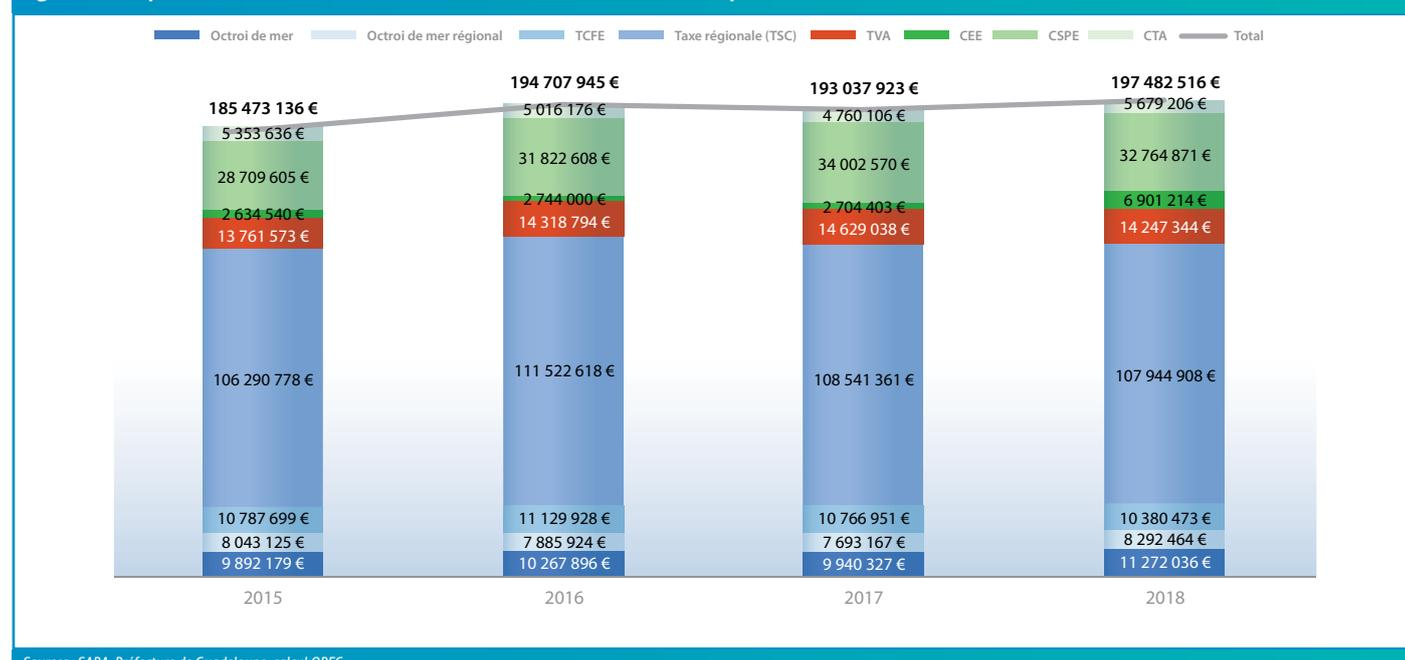 Octroi de mer Octroi de mer régional TCFE Taxe régionale (TSC) TVA CEE CSPE CTA Total
185 473 136 € 194 707 945 € 193 037 923 € 197 482 516 €
5 353 636 € 5 016 176 € 4 760 106 € 5 679 206 €
28 709 605 € 31 822 608 € 34 002 570 € 32 764 871 €
2 634 540 € 2 744 000 € 2 704 403 € 6 901 214 €
13 761 573 € 14 318 794 € 14 629 038 € 14 247 344 €
106 290 778 € 111 522 618 € 108 541 361 € 107 944 908 €
10 787 699 € 11 129 928 € 10 766 951 € 10 380 473 €
8 043 125 € 7 885 924 € 7 693 167 € 8 292 464 €
9 892 179 € 10 267 896 € 9 940 327 € 11 272 036 €
2015 2016 2017 2018